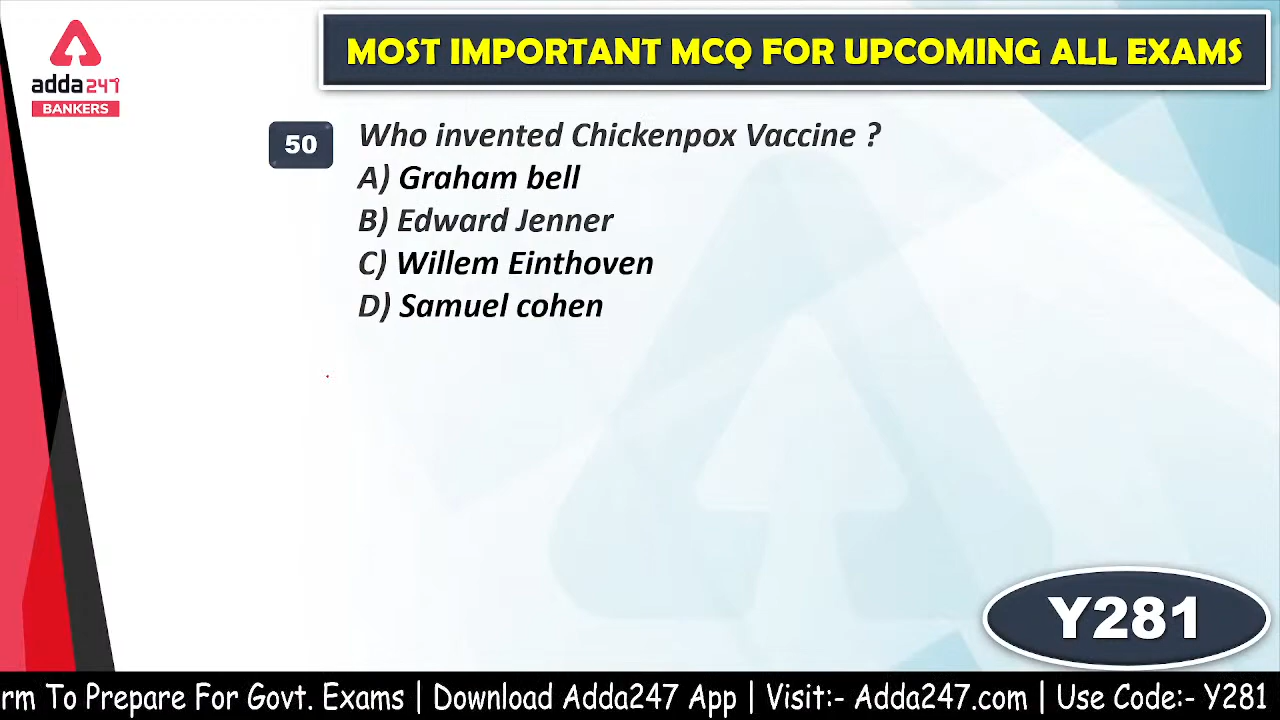 adda247
BANKERS
MOST IMPORTANT MCQ FOR UPCOMING ALL EXAMS
50
Who invented Chickenpox Vaccine ?
A) Graham bell
B) Edward Jenner
C) Willem Einthoven
D) Samuel cohen
Y281
rm To Prepare For Govt. Exams | Download Adda247 App | Visit:- Adda247.com | Use Code:- Y281